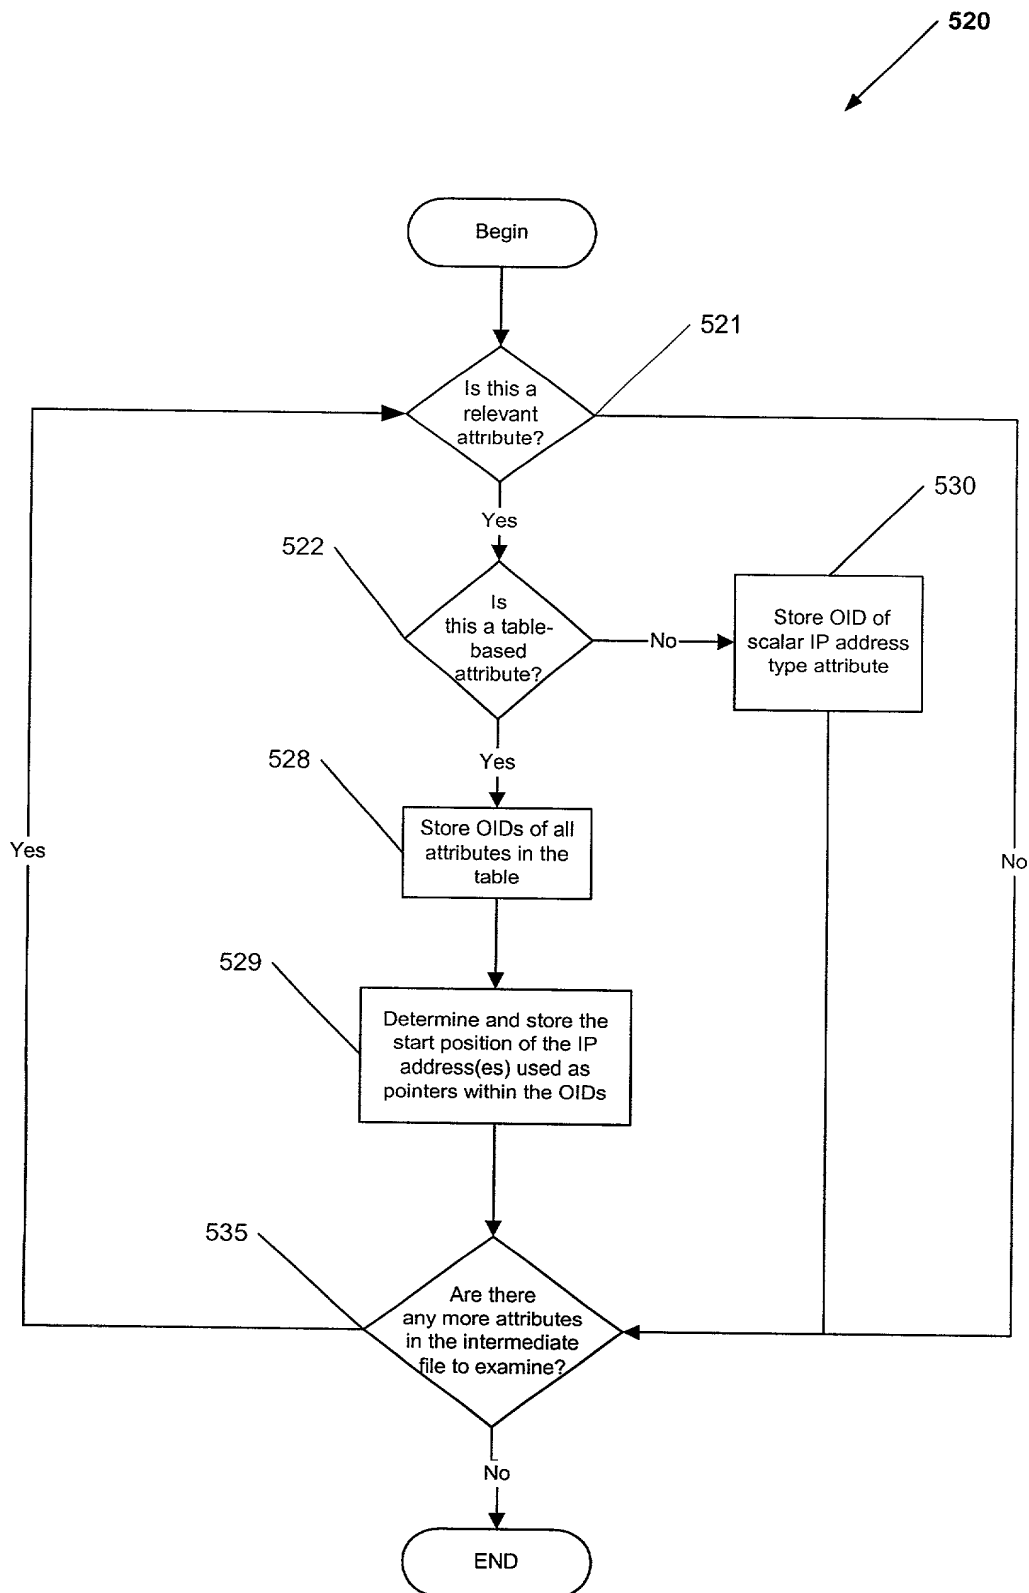 520
Begin
521
Is this a
relevant
attribute?
530
Yes
522
Is
this a table-
based
attribute?
No
Store OID of
scalar IP address
type attribute
528
Yes
Store OIDs of all
attributes in the
table
Yes
No
529
Determine and store the
start position of the IP
address(es) used as
pointers within the OIDs
535
Are there
any more attributes
in the intermediate
file to examine?
No
END